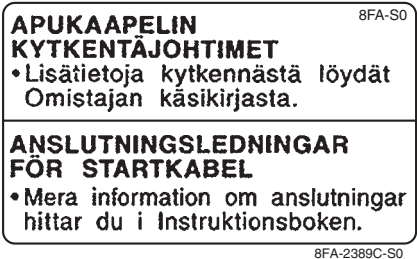 8FA-S0
APUKAAPELIN
KYTKENTÄJOHTIMET
•Lisätietoja kytkennästä löydät
Omistajan käsikirjasta.
ANSLUTNINGSLEDNINGAR
FÖR STARTKABEL
•Mera information om anslutningar
hittar du i Instruktionsboken.
8FA-2389C-S0